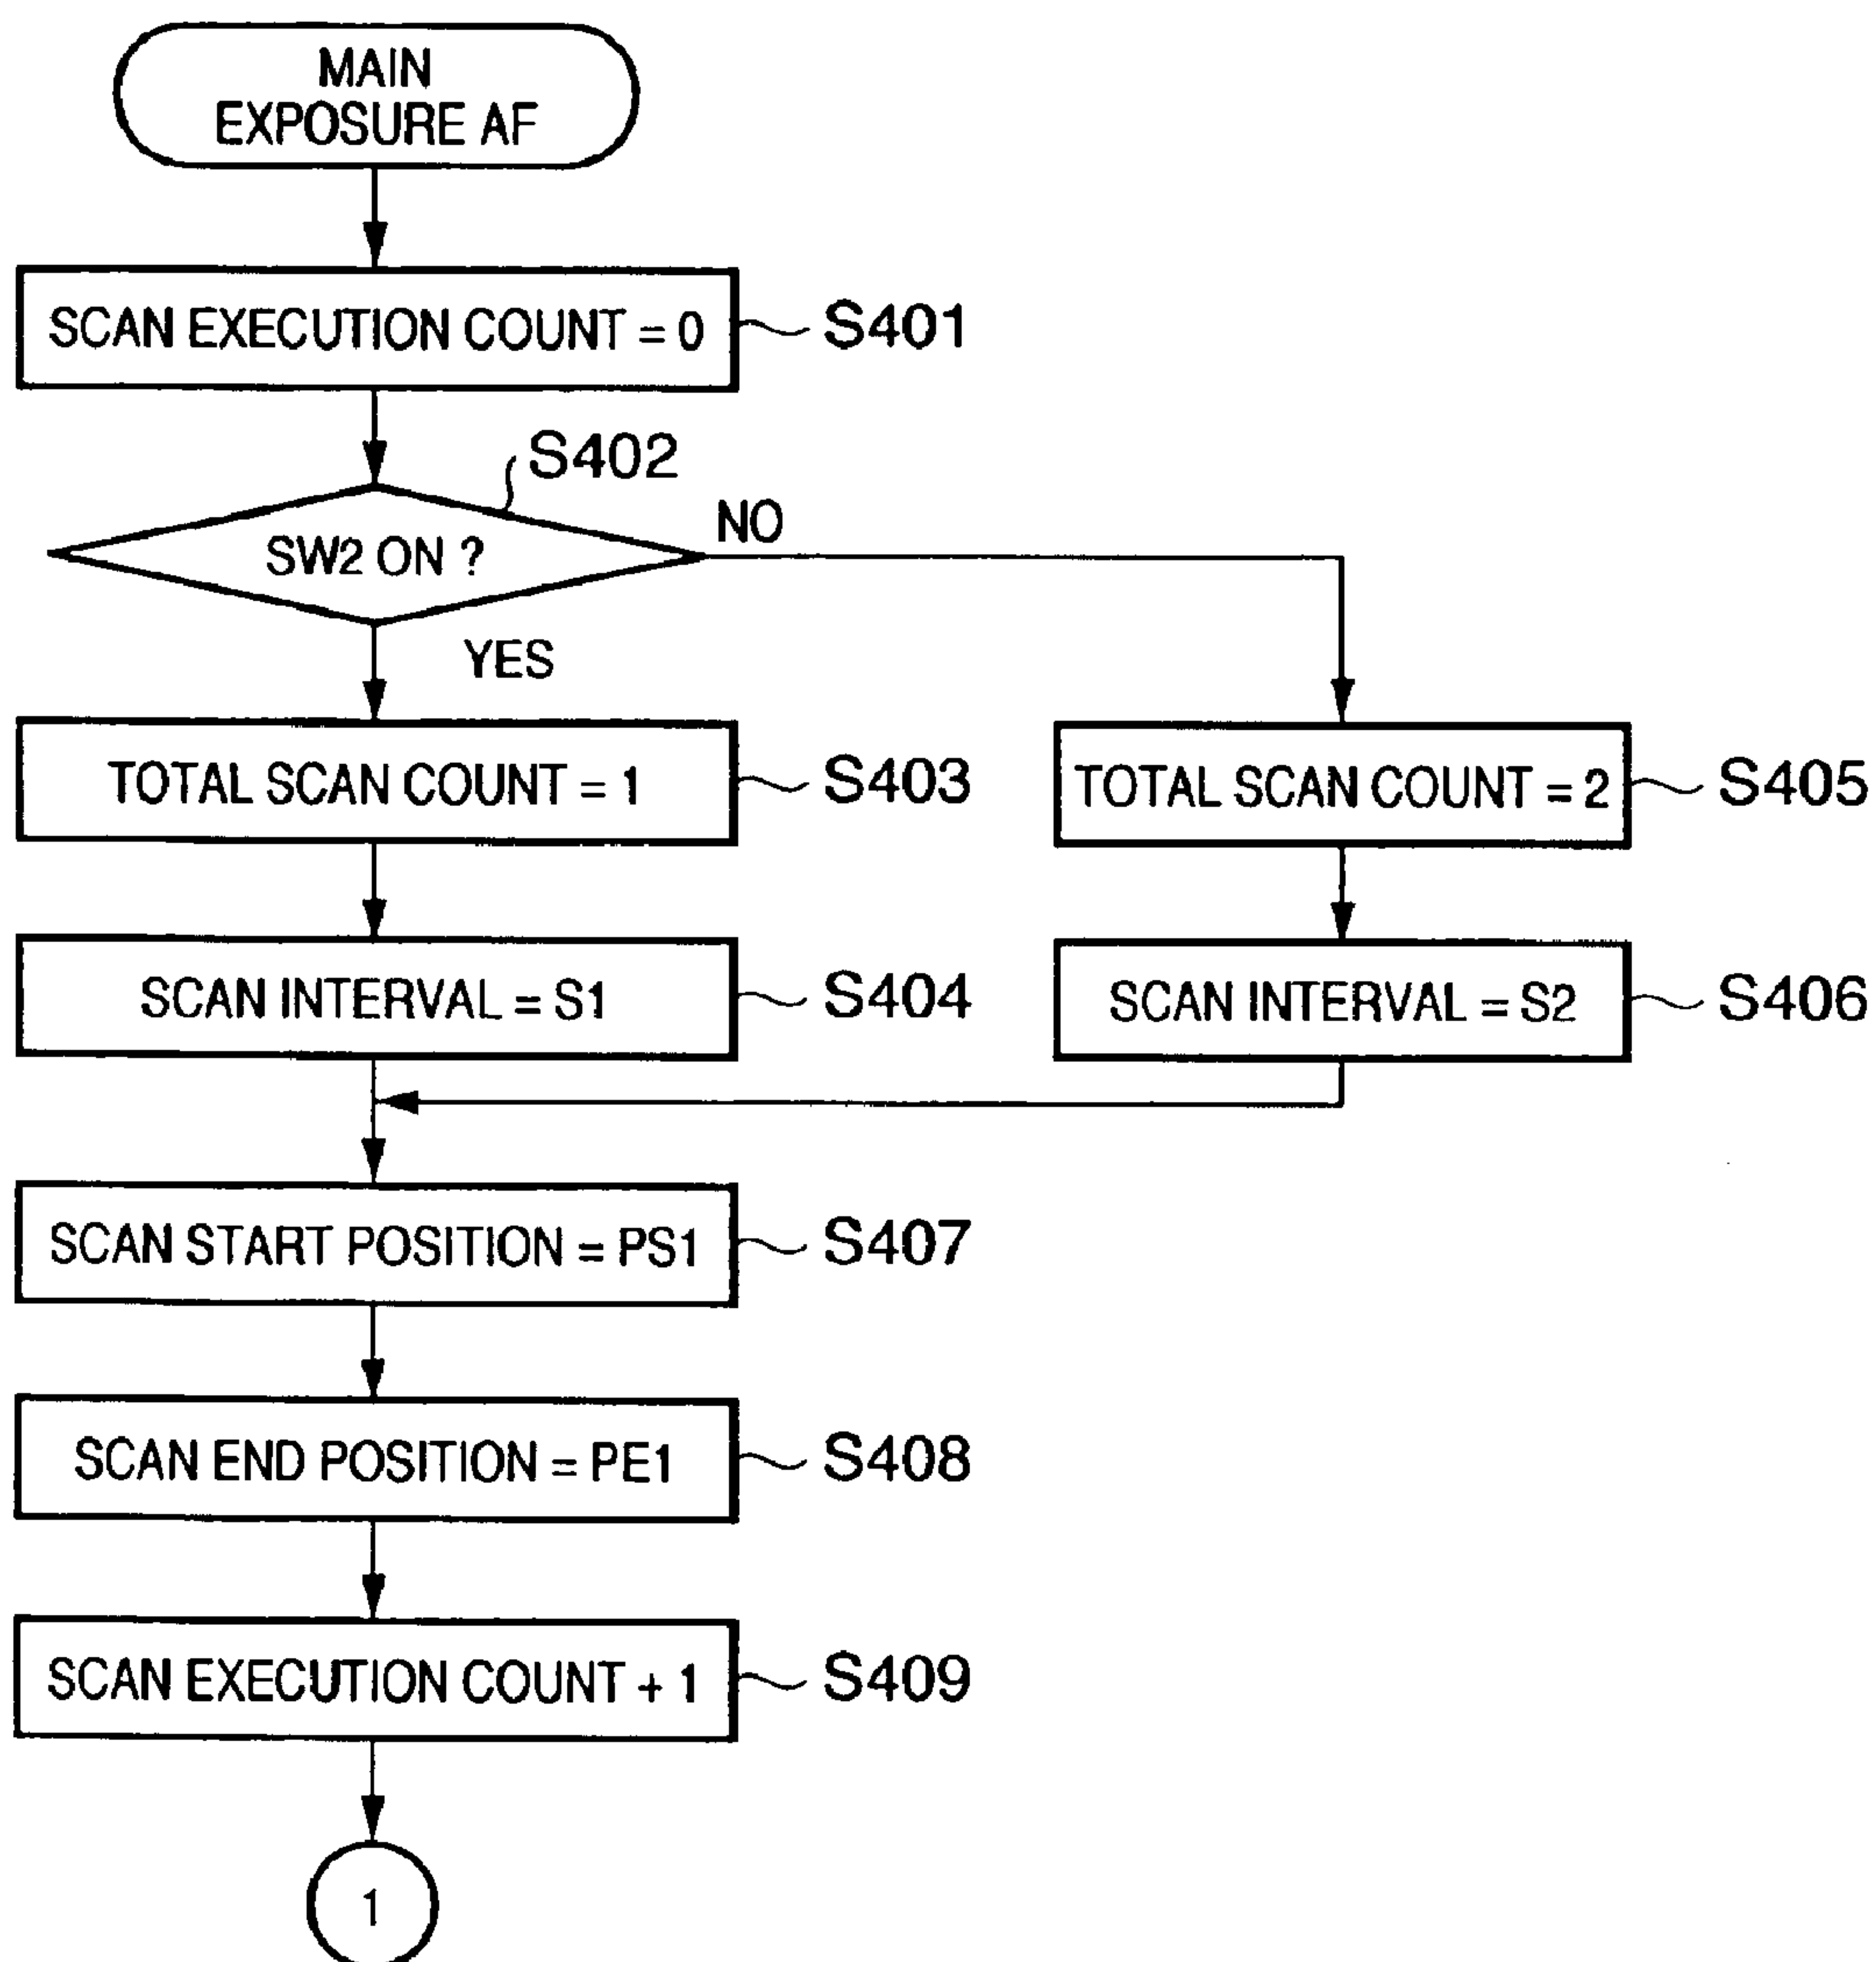 MAIN
EXPOSURE AF
SCAN EXECUTION COUNT = 0
S401
S402
SW2 ON ?
NO
YES
TOTAL SCAN COUNT = 1
S403
TOTAL SCAN COUNT = 2
S405
SCAN INTERVAL = S1
S404
SCAN INTERVAL = S2
S406
SCAN START POSITION = PS1
S407
SCAN END POSITION = PE1
S408
SCAN EXECUTION COUNT + 1
S409
1